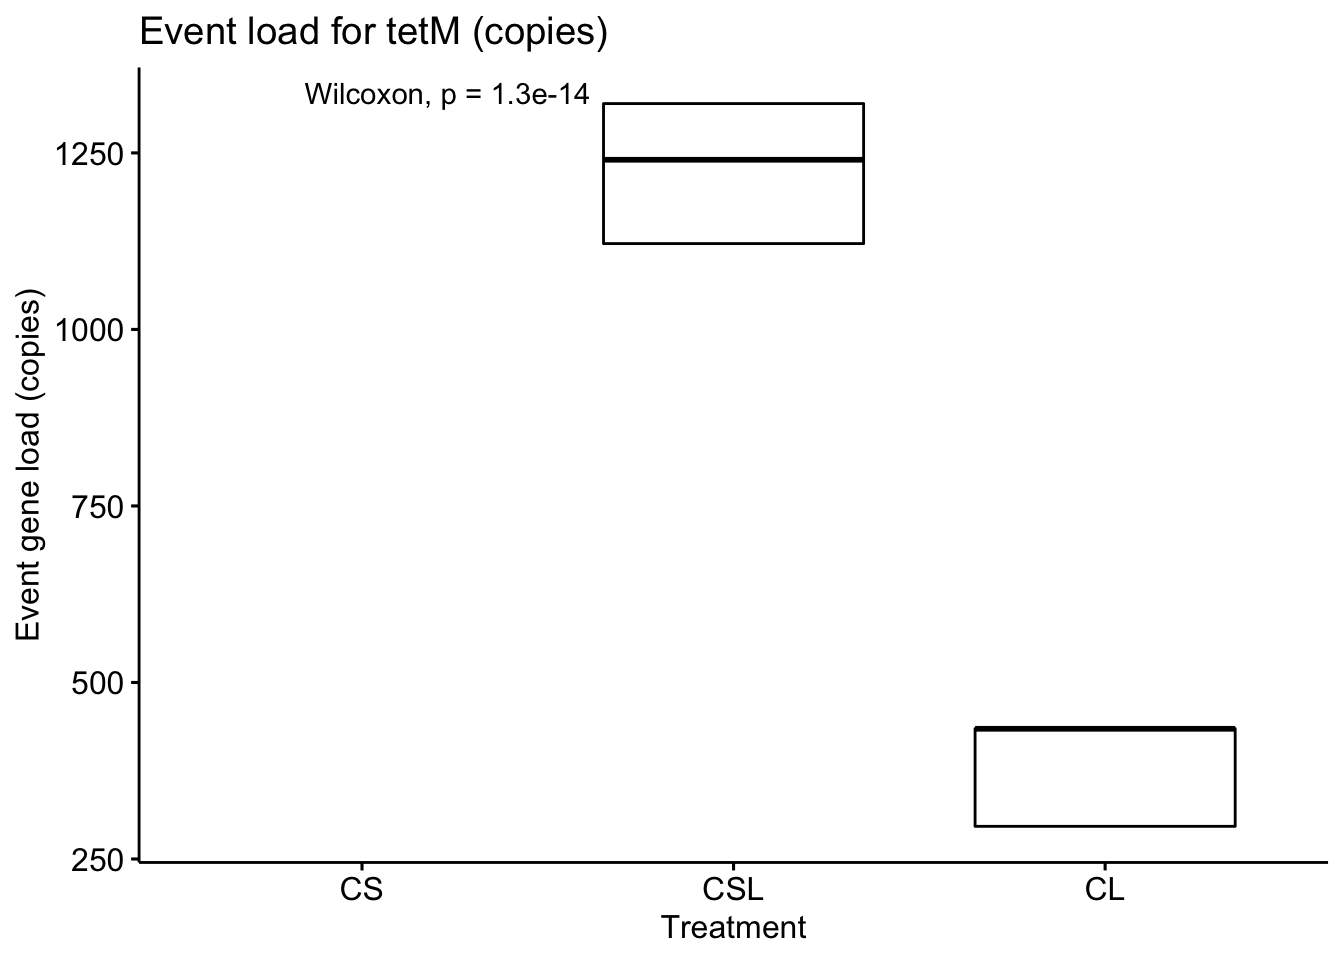 Event load for tetM (copies)
Wilcoxon, p = 1.3e-14
Event gene load (copies)
1250
1000
750
500
250
CS
CSL
CL
Treatment